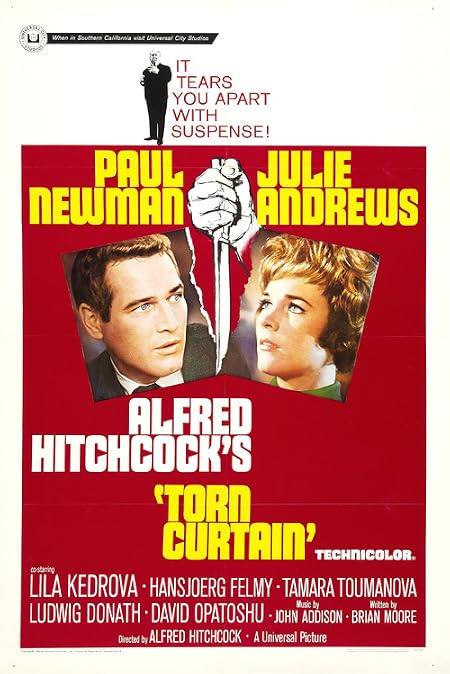 When in Southern California visit Universal City Studios
IT
TEARS
YOU APART
WITH
SUSPENSE!
PAUL NEWMAN
JULIE ANDREWS
ALFRED
HITCHCOCK'S
'TORN
CURTAIN'
TECHNICOLOR®
co-starring
LILA KEDROVA · HANSJOERG FELMY · TAMARA TOUMANOVA
LUDWIG DONATH · DAVID OPATOSHU · Music by JOHN ADDISON · Written by BRIAN MOORE
Directed by ALFRED HITCHCOCK · A Universal Picture